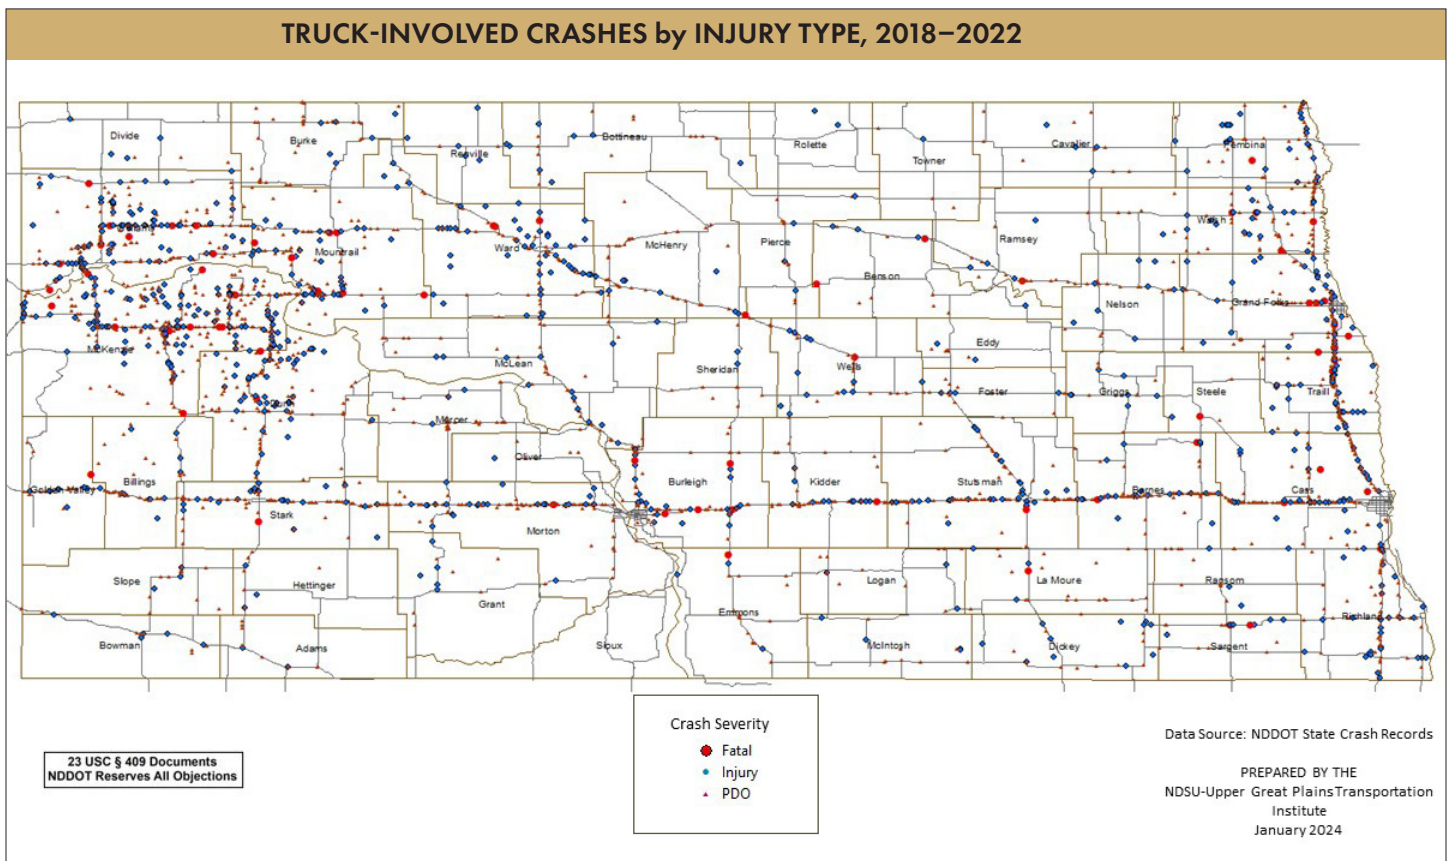 TRUCK-INVOLVED CRASHES by INJURY TYPE, 2018–2022
Divide
Burke
Renville
Bottineau
Rolette
Towner
Cavalier
Pembina
Williams
Mountrail
Ward
McHenry
Pierce
Benson
Ramsey
Walsh
Nelson
Grand Forks
McKenzie
McLean
Sheridan
Wells
Eddy
Foster
Griggs
Steele
Traill
Dunn
Mercer
Oliver
Golden Valley
Billings
Stark
Morton
Burleigh
Kidder
Stutsman
Barnes
Cass
Slope
Hettinger
Grant
Emmons
Logan
La Moure
Ransom
Richland
Bowman
Adams
Sioux
McIntosh
Dickey
Sargent
Crash Severity
Fatal
Injury
PDO
23 USC § 409 Documents
NDDOT Reserves All Objections
Data Source: NDDOT State Crash Records
PREPARED BY THE
NDSU-Upper Great Plains Transportation
Institute
January 2024